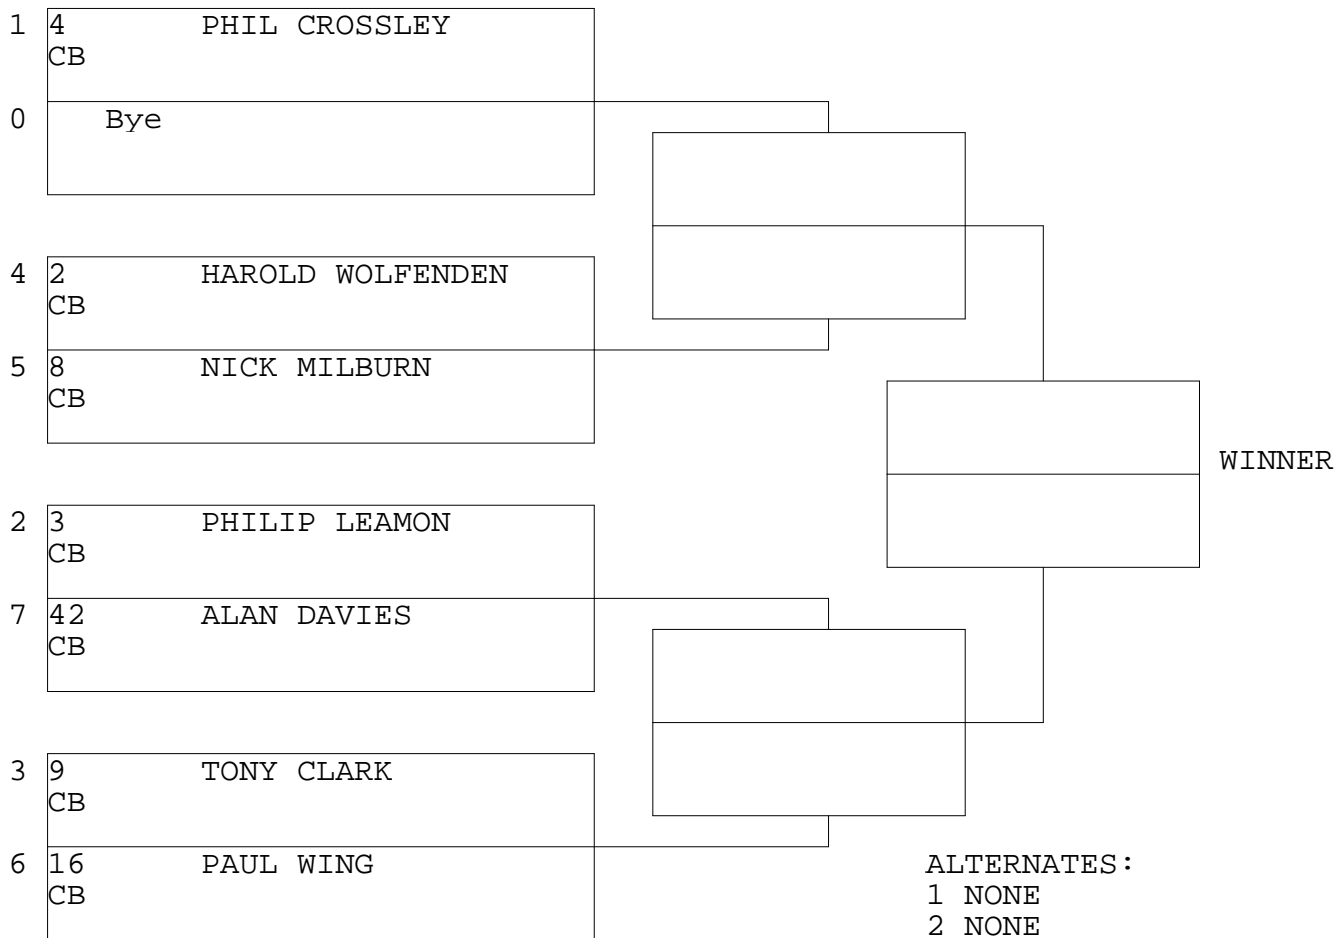 1 4 PHIL CROSSLEY
CB
0 Bye
4 2 HAROLD WOLFENDEN
CB
5 8 NICK MILBURN
CB
WINNER
2 3 PHILIP LEAMON
CB
7 42 ALAN DAVIES
CB
3 9 TONY CLARK
CB
6 16 PAUL WING
CB
ALTERNATES:
1 NONE
2 NONE